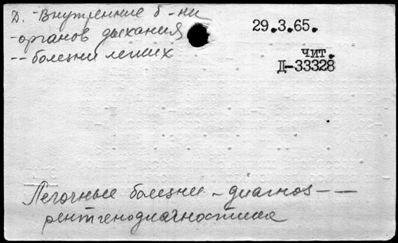 Д. - Внутренние б-ни
- органов дыхания
-- болезни легких
29.3.65.
чит.
Д-33328
Легочные болезни - диагноз --
рентгенодиагностика